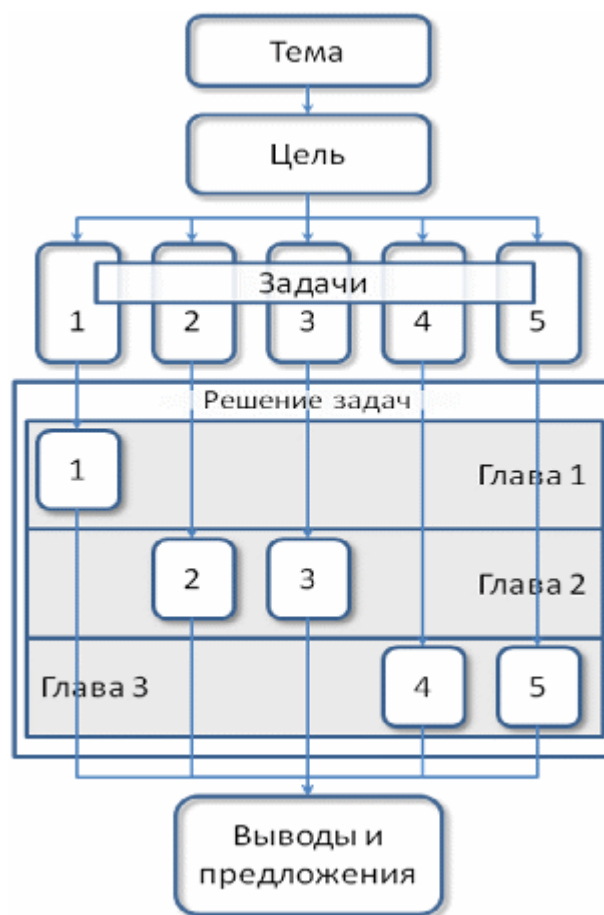 Тема
Цель
Задачи
1 2 3 4 5
Решение задач
1 Глава 1
2 3 Глава 2
Глава 3 4 5
Выводы и
предложения